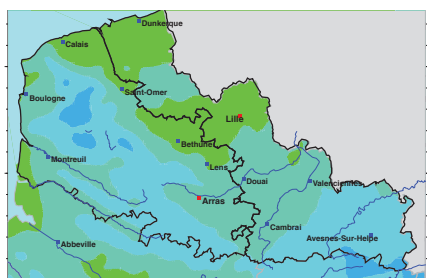 Dunkerque
Calais
Saint-Omer
Boulogne
Lille
Bethune
Montreuil
Lens
Douai
Valenciennes
Arras
Cambrai
Avesnes-Sur-Helpe
Abbeville